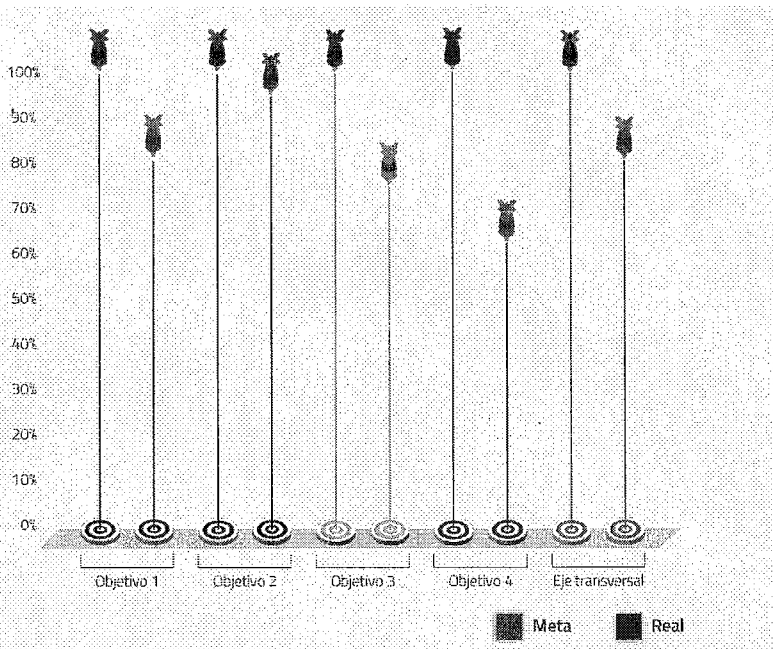 100%
90%
80%
70%
60%
50%
40%
30%
20%
10%
0%
Objetivo 1
Objetivo 2
Objetivo 3
Objetivo 4
Eje transversal
Meta
Real